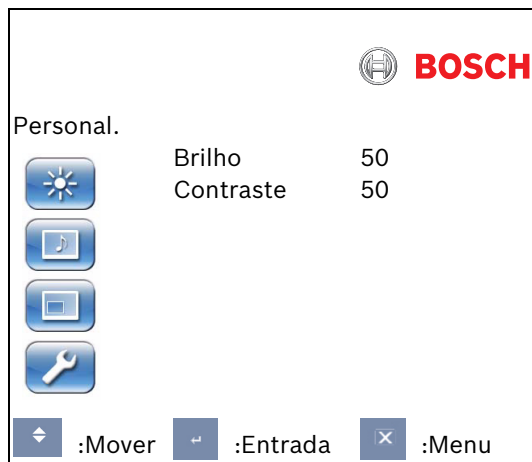 BOSCH
Personal.
Brilho 50
Contraste 50
:Mover :Entrada :Menu